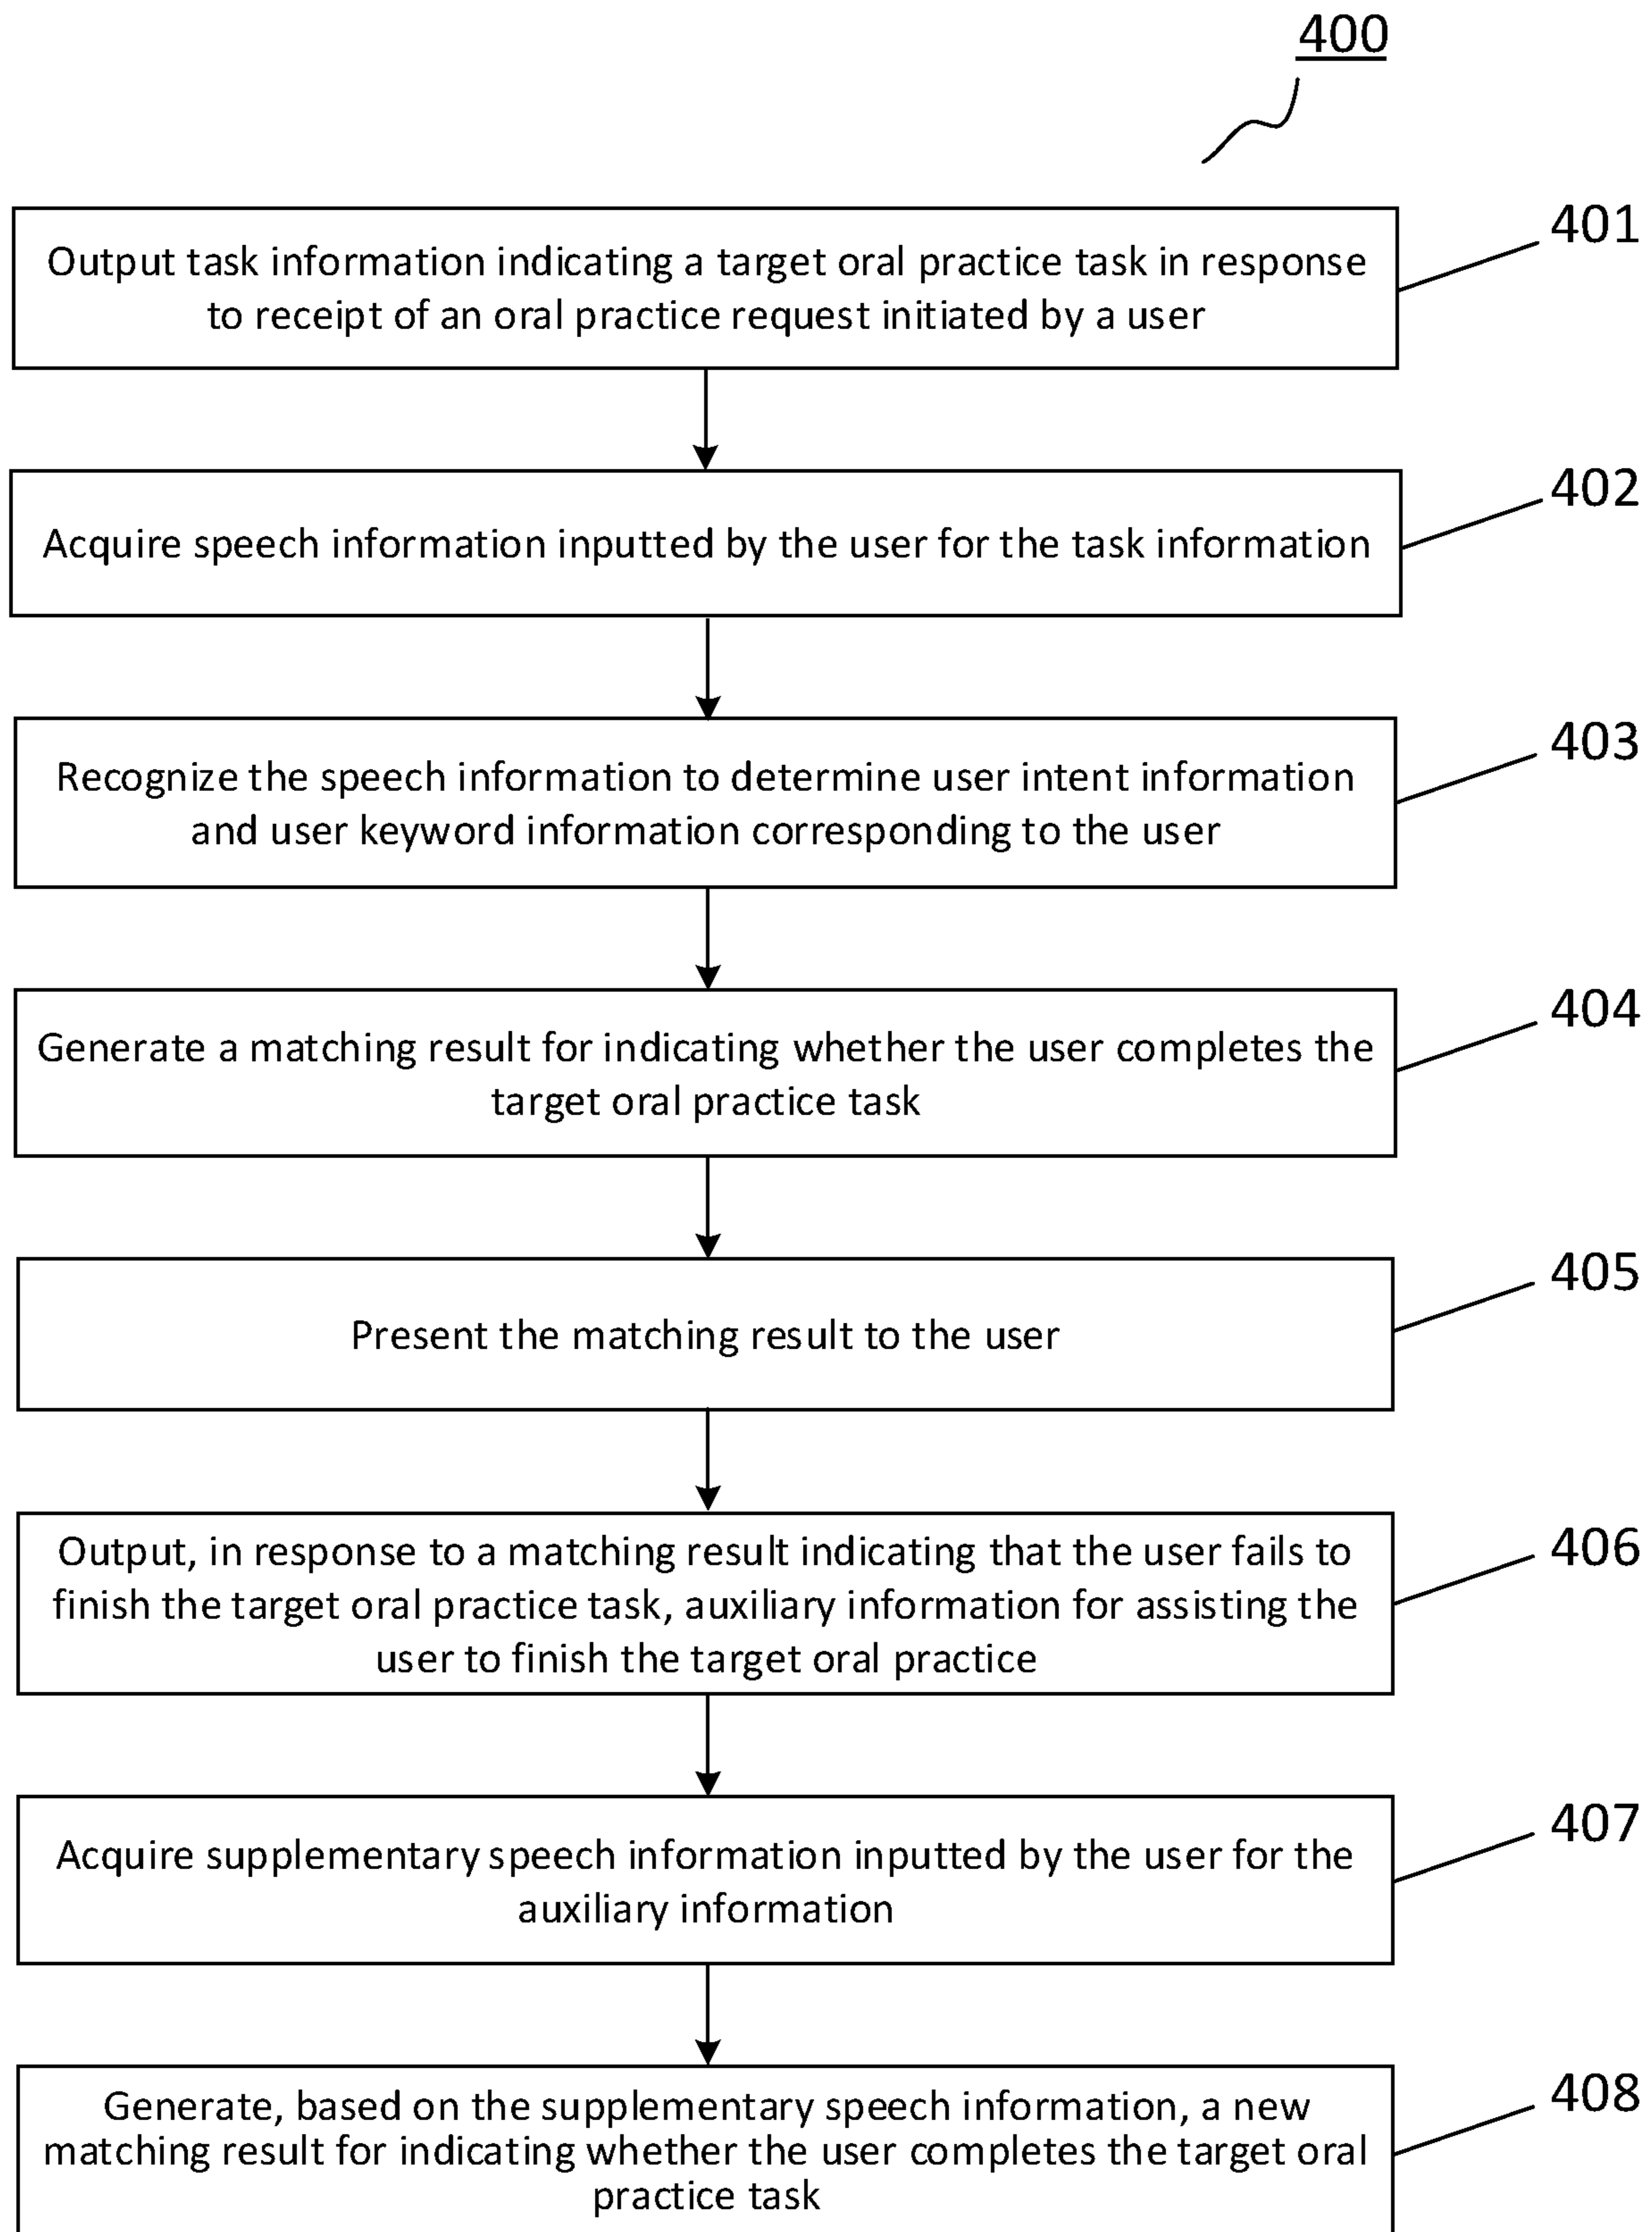 400
401
Output task information indicating a target oral practice task in response
to receipt of an oral practice request initiated by a user
402
Acquire speech information inputted by the user for the task information
403
Recognize the speech information to determine user intent information
and user keyword information corresponding to the user
404
Generate a matching result for indicating whether the user completes the
target oral practice task
405
Present the matching result to the user
406
Output, in response to a matching result indicating that the user fails to
finish the target oral practice task, auxiliary information for assisting the
user to finish the target oral practice
407
Acquire supplementary speech information inputted by the user for the
auxiliary information
408
Generate, based on the supplementary speech information, a new
matching result for indicating whether the user completes the target oral
practice task